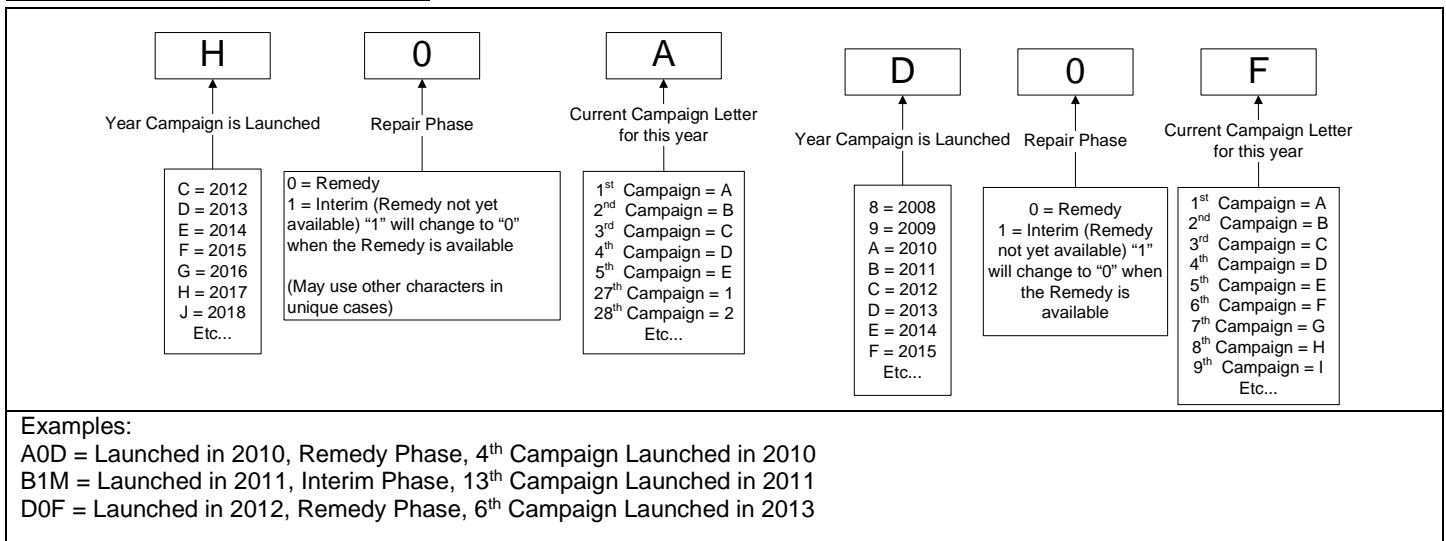 H
0
A
Year Campaign is Launched
Repair Phase
Current Campaign Letter
for this year
C = 2012
D = 2013
E = 2014
F = 2015
G = 2016
H = 2017
J = 2018
Etc...
0 = Remedy
1 = Interim (Remedy not yet
available) “1” will change to “0”
when the Remedy is available
(May use other characters in
unique cases)
1st Campaign = A
2nd Campaign = B
3rd Campaign = C
4th Campaign = D
5th Campaign = E
27th Campaign = 1
28th Campaign = 2
Etc...
D
0
F
Year Campaign is Launched
Repair Phase
Current Campaign Letter
for this year
8 = 2008
9 = 2009
A = 2010
B = 2011
C = 2012
D = 2013
E = 2014
F = 2015
Etc...
0 = Remedy
1 = Interim (Remedy
not yet available) “1”
will change to “0” when
the Remedy is
available
1st Campaign = A
2nd Campaign = B
3rd Campaign = C
4th Campaign = D
5th Campaign = E
6th Campaign = F
7th Campaign = G
8th Campaign = H
9th Campaign = I
Etc...
Examples:
A0D = Launched in 2010, Remedy Phase, 4th Campaign Launched in 2010
B1M = Launched in 2011, Interim Phase, 13th Campaign Launched in 2011
D0F = Launched in 2012, Remedy Phase, 6th Campaign Launched in 2013